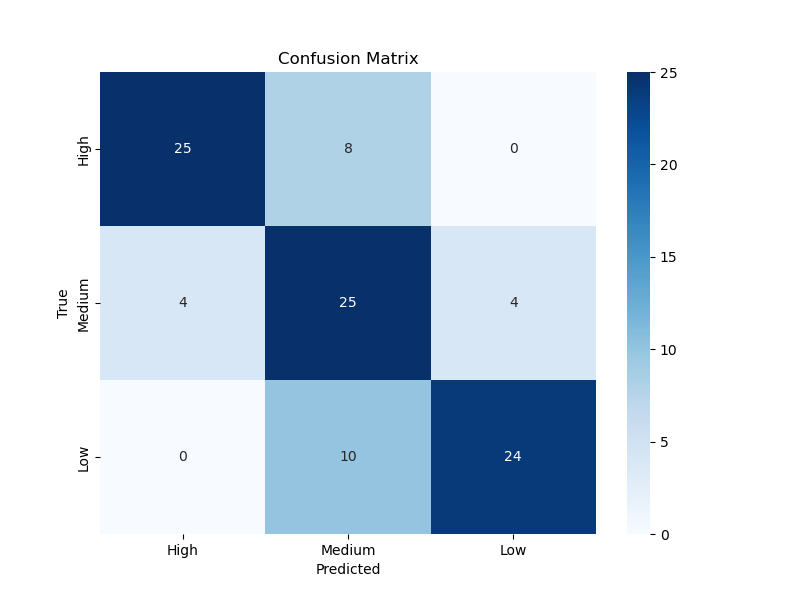 Confusion Matrix
High
25 8 0
True
Medium
4 25 4
Low
0 10 24
High Medium Low
Predicted
25
20
15
10
5
0